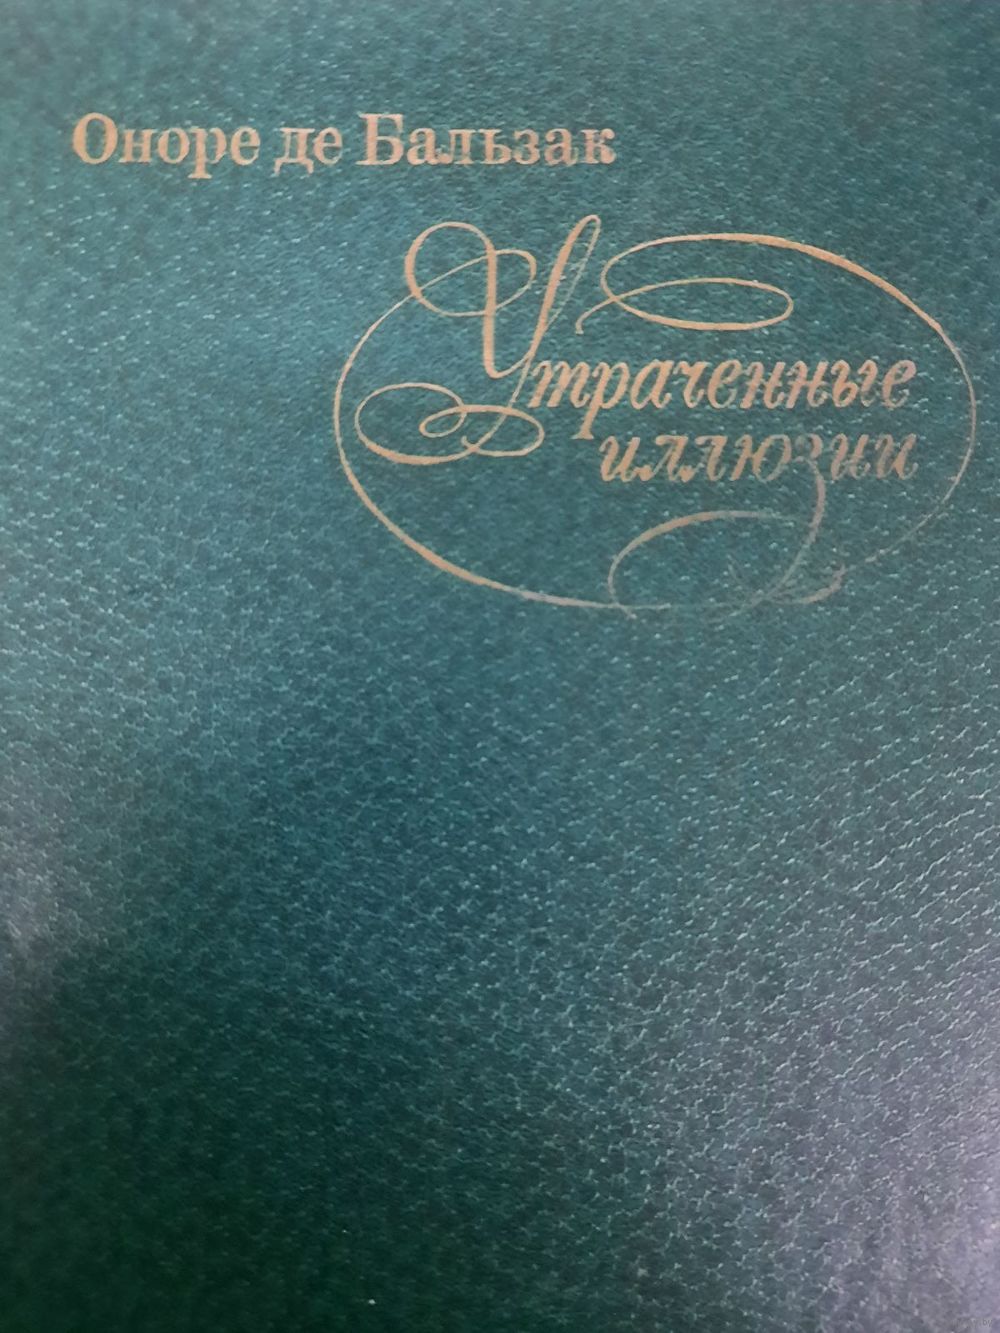 Оноре де Бальзак
Утраченные
иллюзии